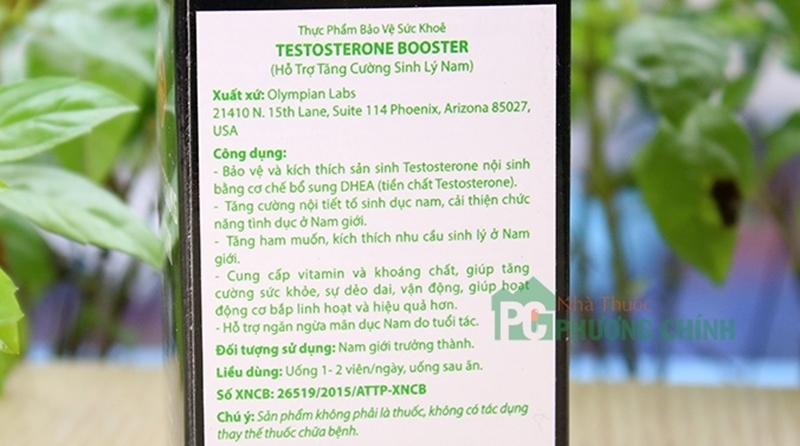 Thực Phẩm Bảo Vệ Sức Khoẻ
TESTOSTERONE BOOSTER
(Hỗ Trợ Tăng Cường Sinh Lý Nam)
Xuất xứ: Olympian Labs
21410 N. 15th Lane, Suite 114 Phoenix, Arizona 85027,
USA
Công dụng:
- Bảo vệ và kích thích sản sinh Testosterone nội sinh
bằng cơ chế bổ sung DHEA (tiền chất Testosterone).
- Tăng cường nội tiết tố sinh dục nam, cải thiện chức
năng tình dục ở Nam giới.
- Tăng ham muốn, kích thích nhu cầu sinh lý ở Nam
giới.
- Cung cấp vitamin và khoáng chất, giúp tăng
cường sức khỏe, sự dẻo dai, vận động, giúp hoạt
động cơ bắp linh hoạt và hiệu quả hơn.
- Hỗ trợ ngăn ngừa mãn dục Nam do tuổi tác.
Đối tượng sử dụng: Nam giới trưởng thành.
Liều dùng: Uống 1- 2 viên/ngày, uống sau ăn.
Số XNCB: 26519/2015/ATTP-XNCB
Chú ý: Sản phẩm không phải là thuốc, không có tác dụng
thay thế thuốc chữa bệnh.
PC Nhà Thuốc
PHƯƠNG CHÍNH